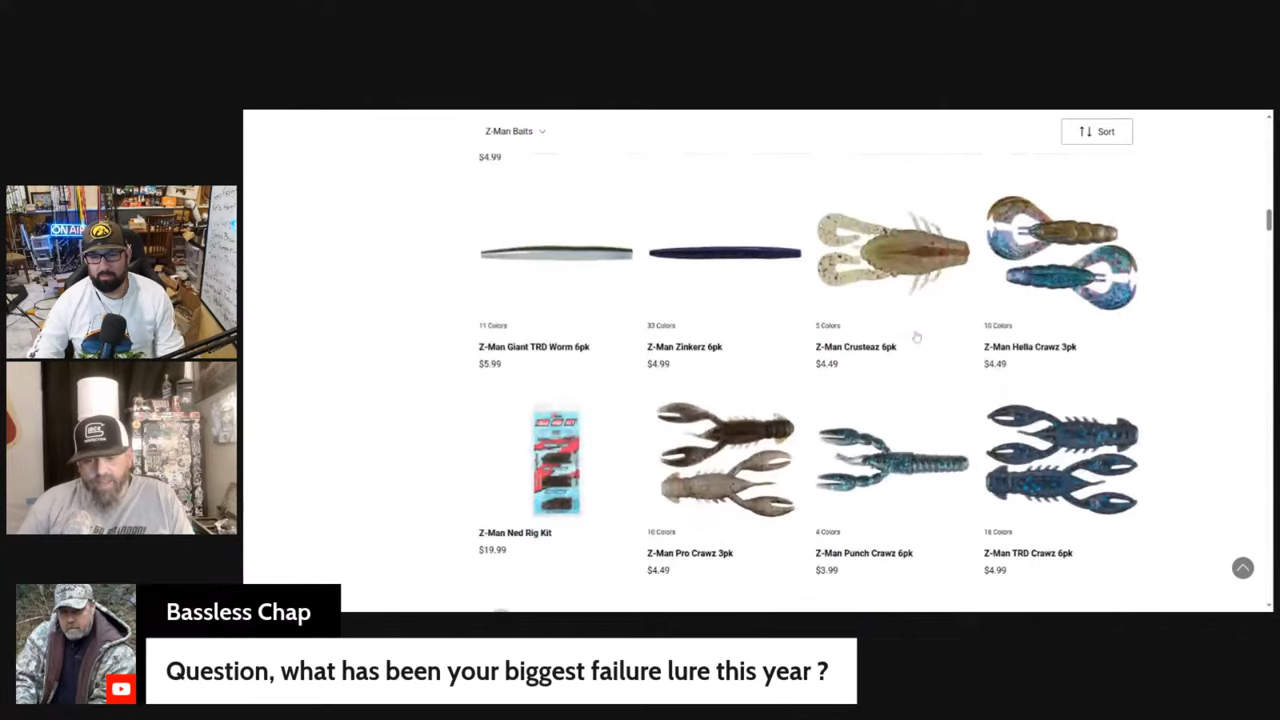 Z-Man Baits
Sort
$4.99
ON AIR
11 Colors
33 Colors
5 Colors
10 Colors
Z-Man Giant TRD Worm 6pk
Z-Man Zinkerz 6pk
Z-Man Crusteaz 6pk
Z-Man Hella Crawz 3pk
$5.99
$4.99
$4.49
$4.49
10 Colors
4 Colors
18 Colors
Z-Man Ned Rig Kit
Z-Man Pro Crawz 3pk
Z-Man Punch Crawz 6pk
Z-Man TRD Crawz 6pk
$19.99
$4.49
$3.99
$4.99
Bassless Chap
Question, what has been your biggest failure lure this year ?